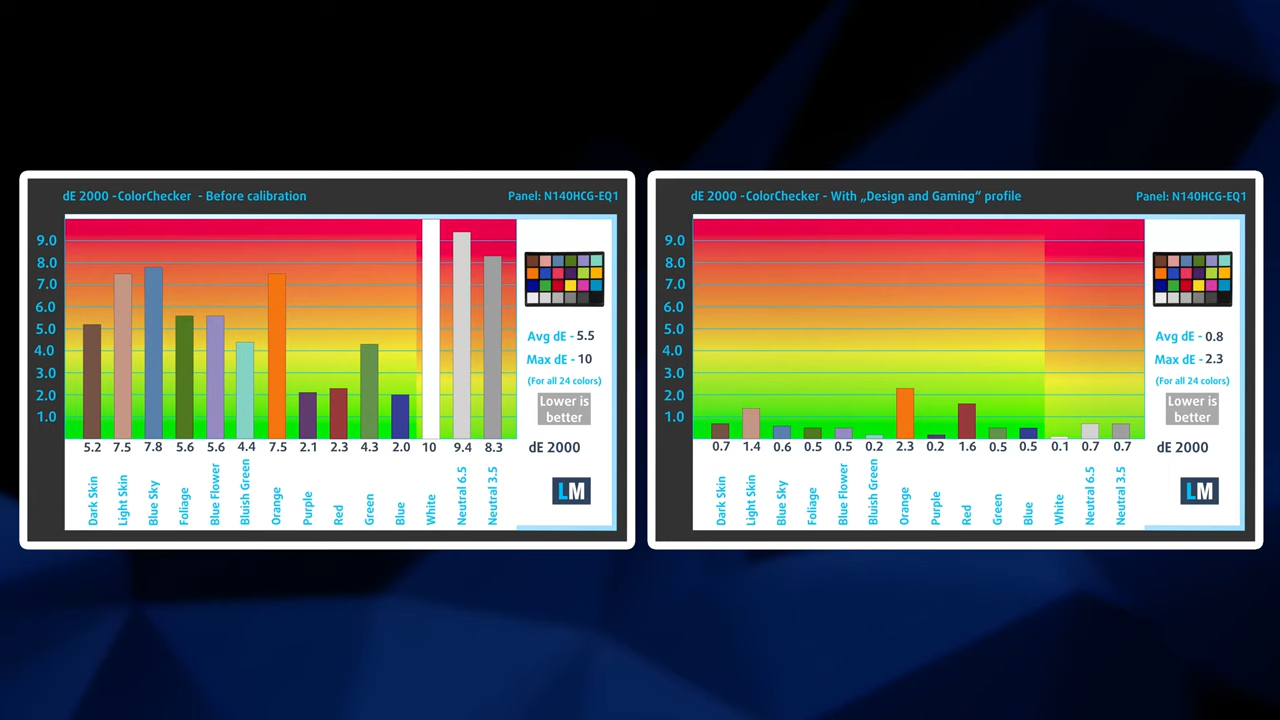 dE 2000 -ColorChecker - Before calibration
Panel: N140HCG-EQ1
9.0
8.0
7.0
6.0
5.0
4.0
3.0
2.0
1.0
Avg dE - 5.5
Max dE - 10
(For all 24 colors)
Lower is
better
5.2 7.5 7.8 5.6 5.6 4.4 7.5 2.1 2.3 4.3 2.0 10 9.4 8.3
dE 2000
Dark Skin
Light Skin
Blue Sky
Foliage
Blue Flower
Bluish Green
Orange
Purple
Red
Green
Blue
White
Neutral 6.5
Neutral 3.5
LM
dE 2000 -ColorChecker - With „Design and Gaming“ profile
Panel: N140HCG-EQ1
9.0
8.0
7.0
6.0
5.0
4.0
3.0
2.0
1.0
Avg dE - 0.8
Max dE - 2.3
(For all 24 colors)
Lower is
better
0.7 1.4 0.6 0.5 0.5 0.2 2.3 0.2 1.6 0.5 0.5 0.1 0.7 0.7
dE 2000
Dark Skin
Light Skin
Blue Sky
Foliage
Blue Flower
Bluish Green
Orange
Purple
Red
Green
Blue
White
Neutral 6.5
Neutral 3.5
LM